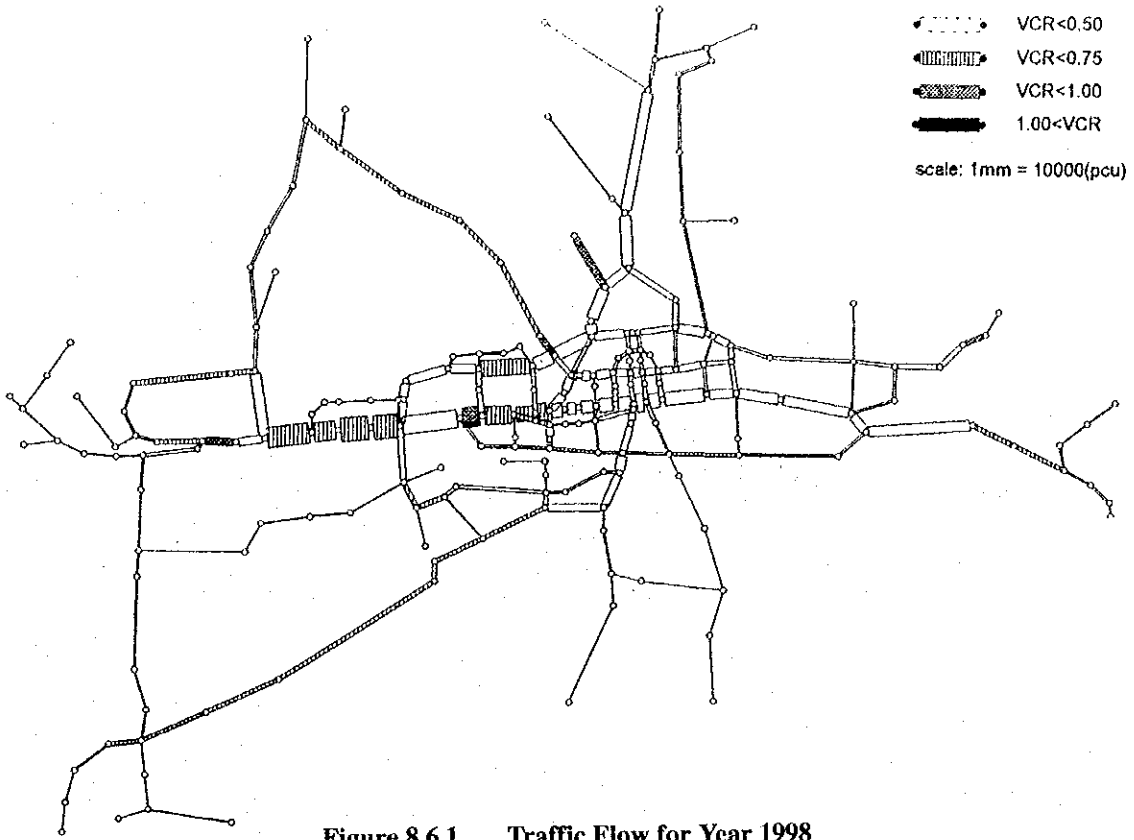 VCR<0.50
VCR<0.75
VCR<1.00
1.00<VCR
scale: 1mm = 10000(pcu)
Figure 8.6.1 Traffic Flow for Year 1998